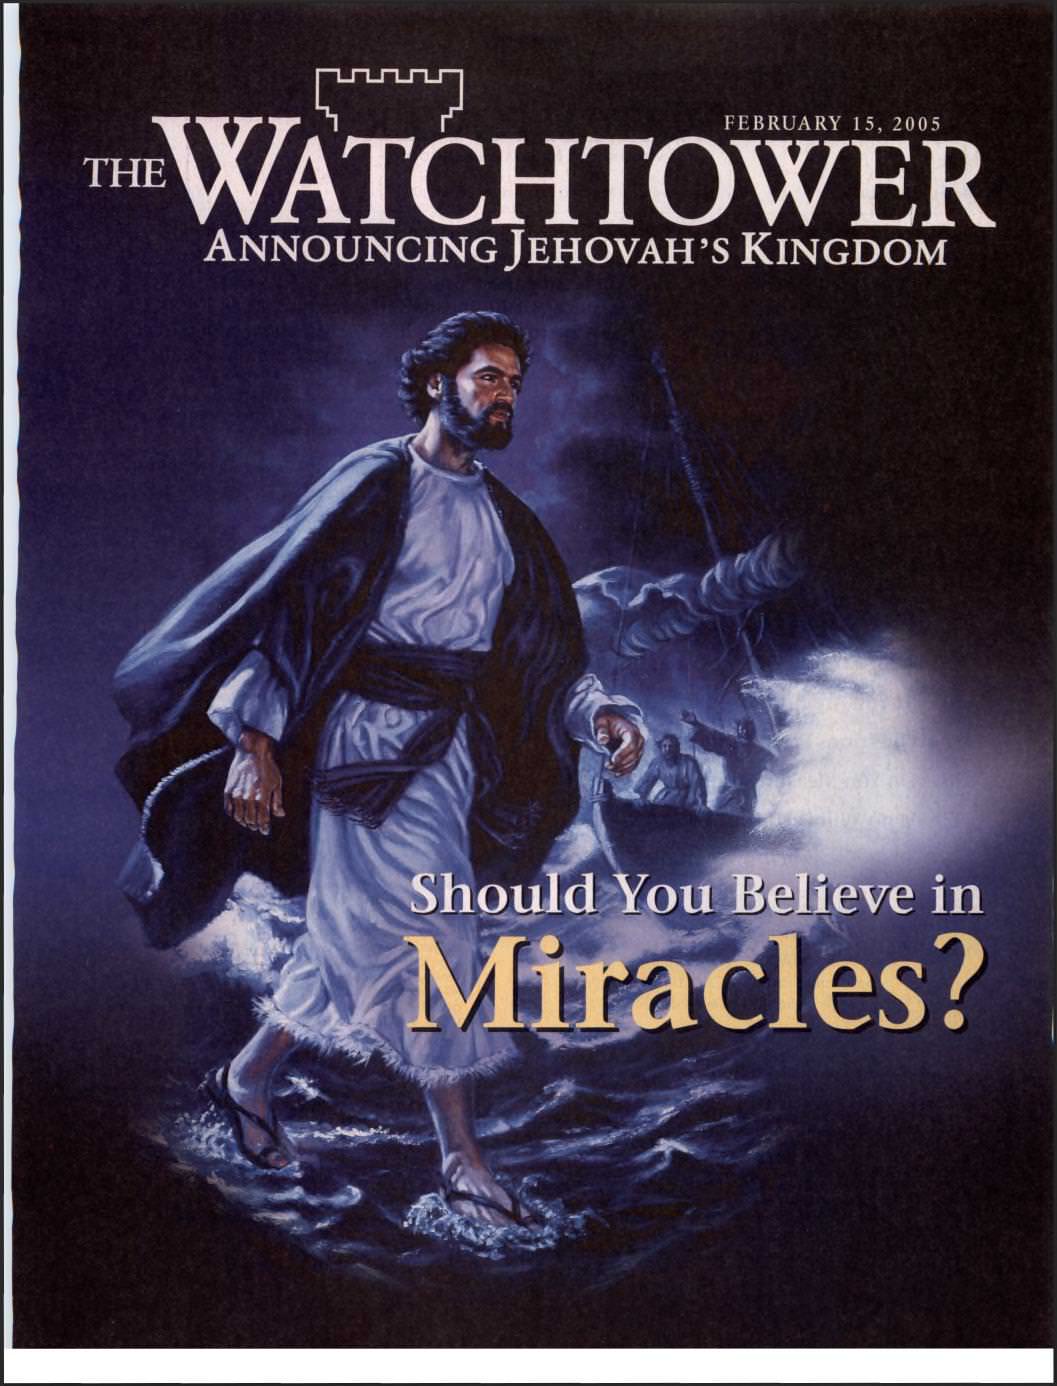 FEBRUARY 15, 2005
THE WATCHTOWER
ANNOUNCING JEHOVAH'S KINGDOM
Should You Believe in
Miracles?